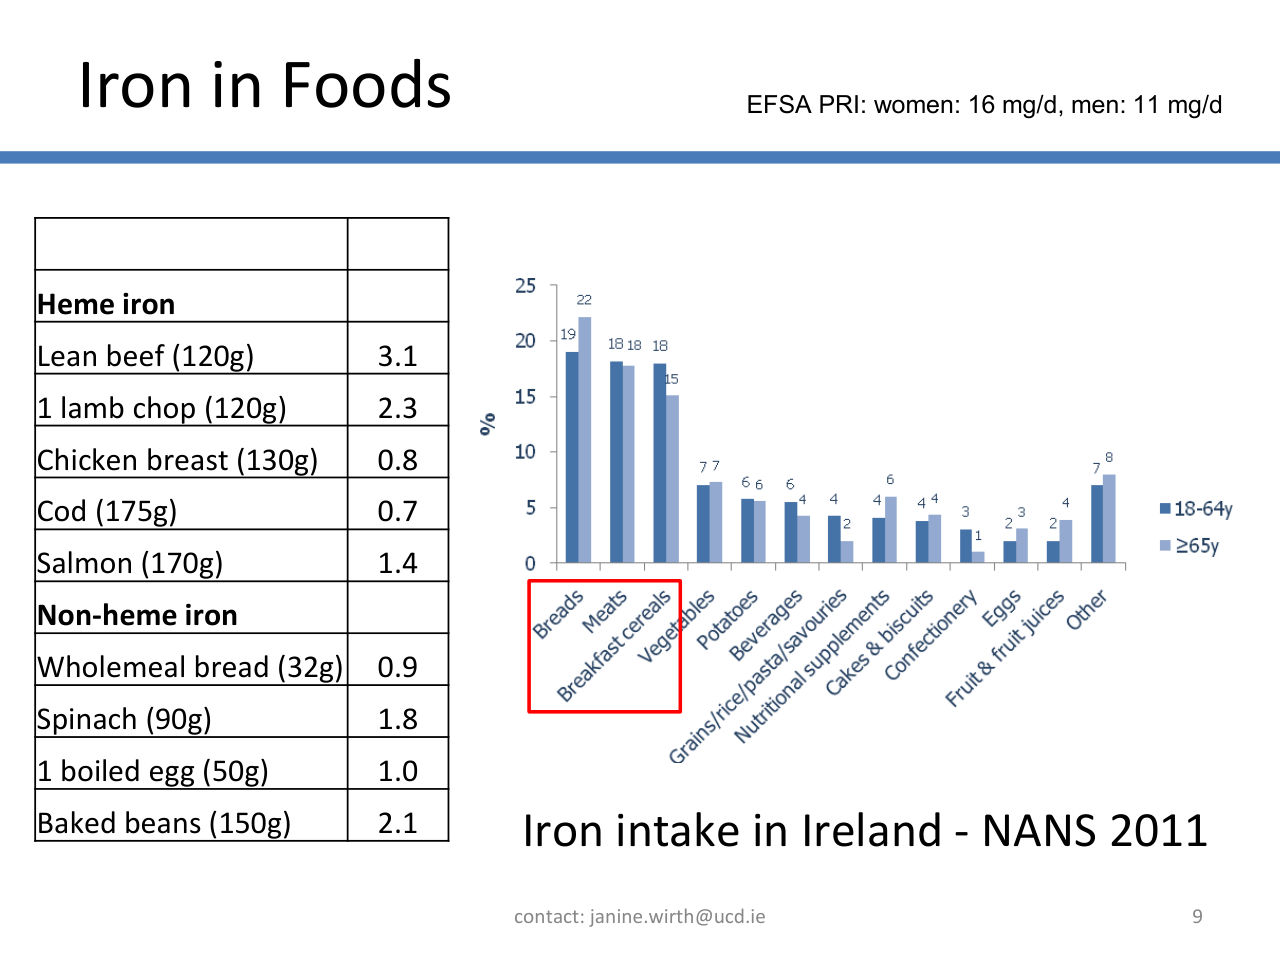 Iron in Foods
EFSA PRI: women: 16 mg/d, men: 11 mg/d
Heme iron
Lean beef (120g) 3.1
1 lamb chop (120g) 2.3
Chicken breast (130g) 0.8
Cod (175g) 0.7
Salmon (170g) 1.4
Non-heme iron
Wholemeal bread (32g) 0.9
Spinach (90g) 1.8
1 boiled egg (50g) 1.0
Baked beans (150g) 2.1
%
25
20
15
10
5
0
19 22
18 18
18 15
7 7
6 6
6 4
4 2
4 6
4 4
3 1
2 3
2 4
7 8
Breads
Meats
Breakfast cereals
Vegetables
Potatoes
Beverages
Grains/rice/pasta/savouries
Nutritional supplements
Cakes & biscuits
Confectionery
Eggs
Fruit & fruit juices
Other
18-64y
≥65y
Iron intake in Ireland - NANS 2011
contact: janine.wirth@ucd.ie
9